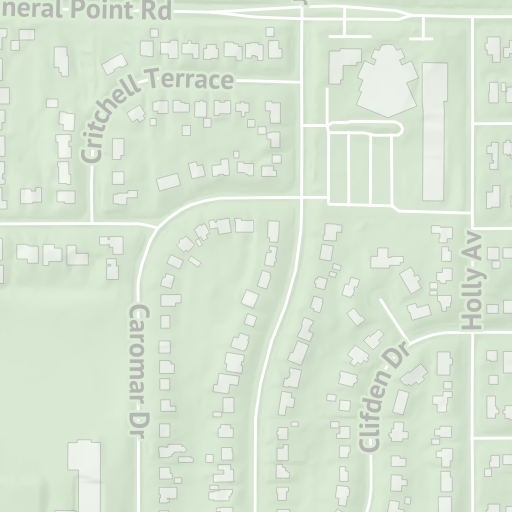 neral Point Rd
Critchell Terrace
Holly Av
Caromar Dr
Clifden Dr